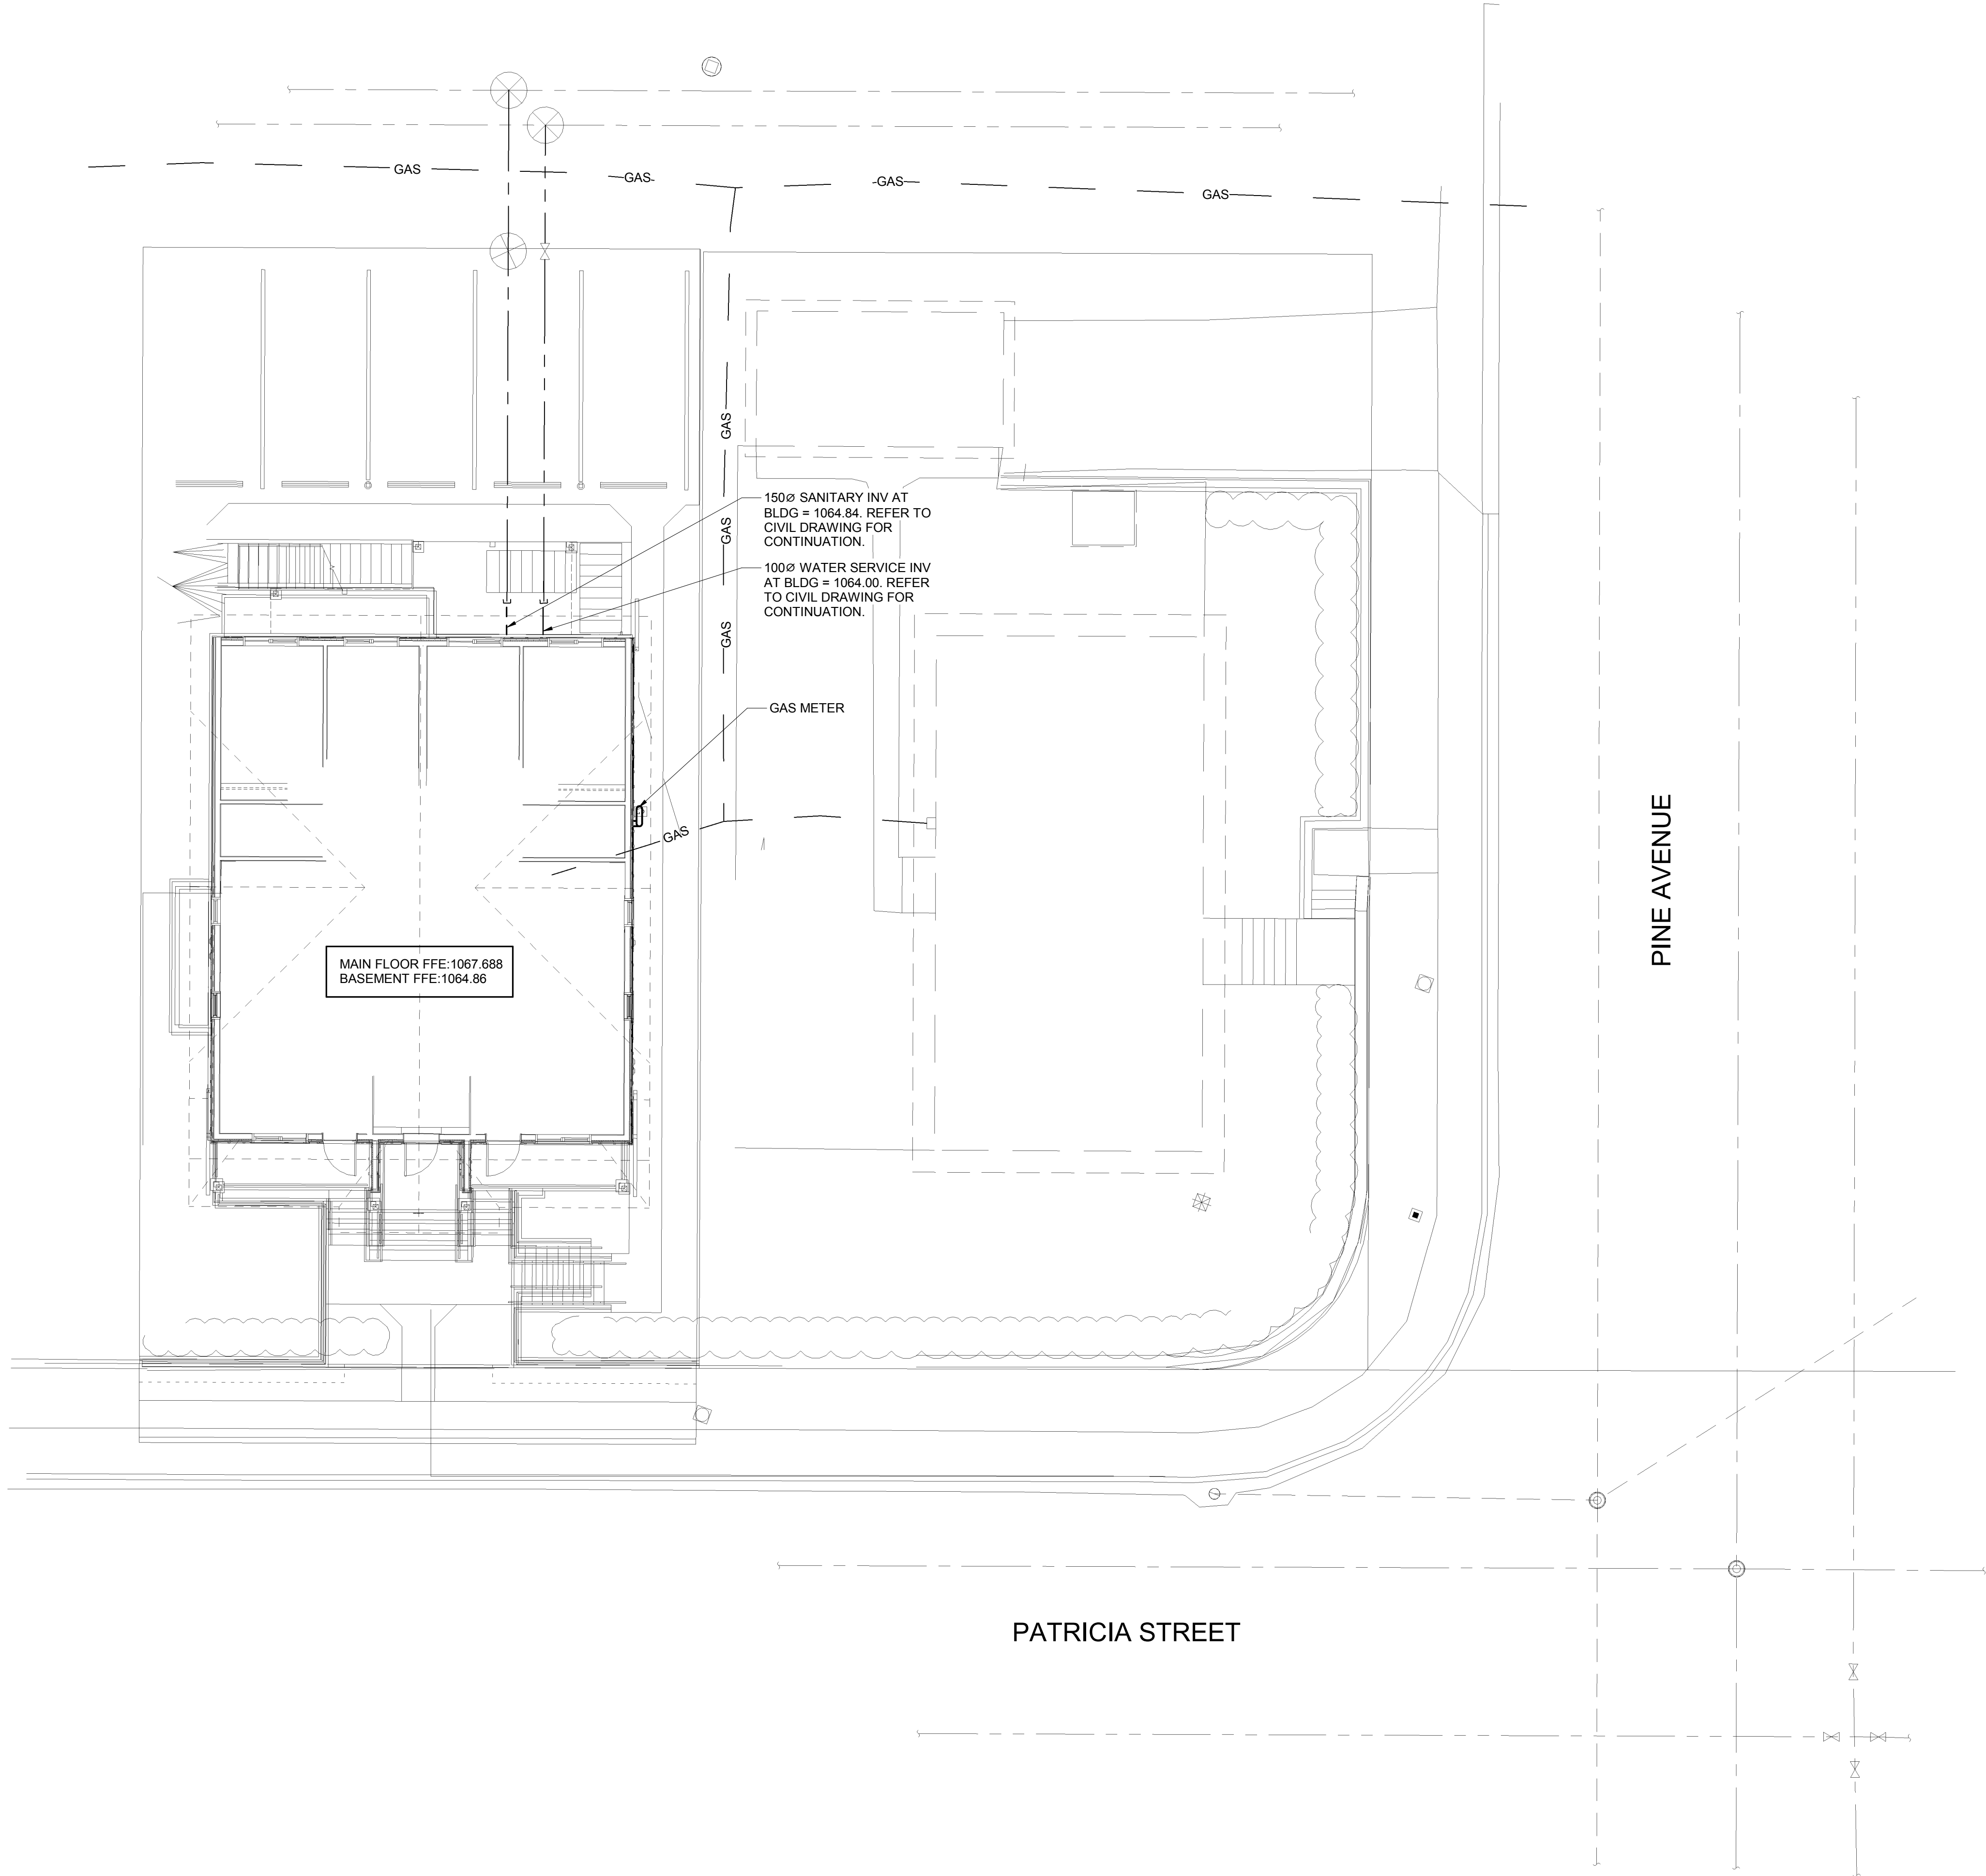 GAS
GAS
GAS
GAS
GAS
GAS
GAS
150Ø SANITARY INV AT
BLDG = 1064.84. REFER TO
CIVIL DRAWING FOR
CONTINUATION.
100Ø WATER SERVICE INV
AT BLDG = 1064.00. REFER
TO CIVIL DRAWING FOR
CONTINUATION.
GAS METER
GAS
MAIN FLOOR FFE:1067.688
BASEMENT FFE:1064.86
PINE AVENUE
PATRICIA STREET